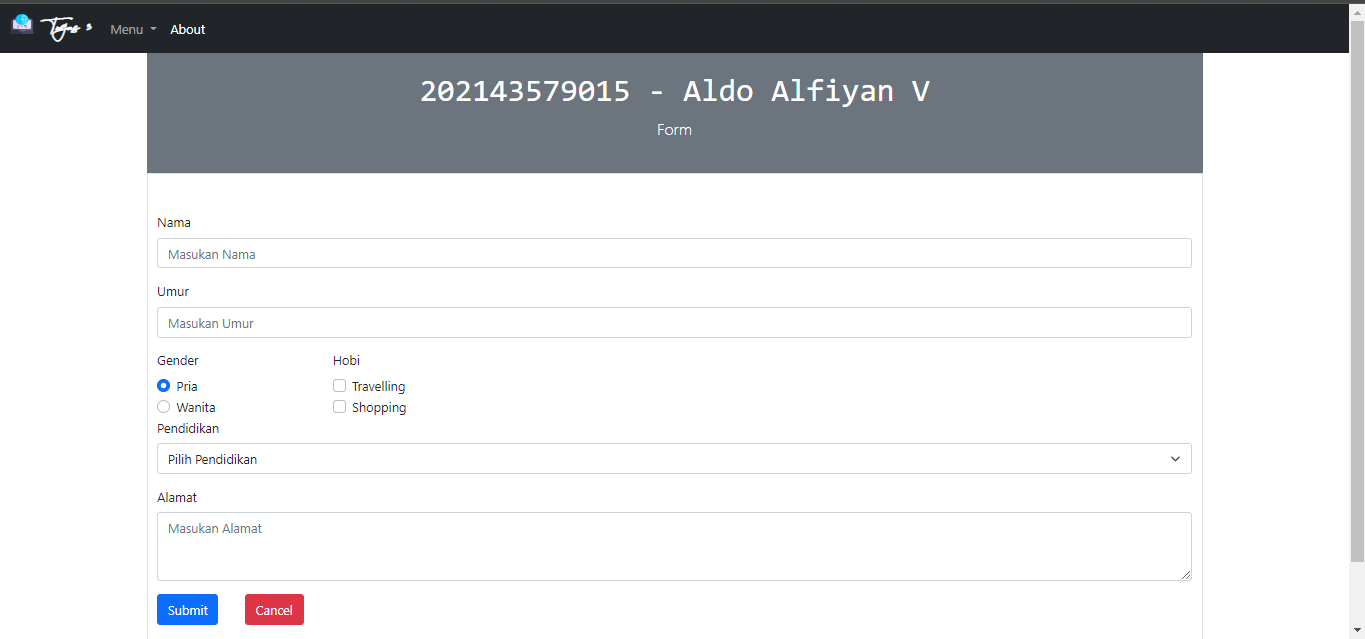 Tugas 5 Menu About
202143579015 - Aldo Alfiyan V
Form
Nama
Masukan Nama
Umur
Masukan Umur
Gender Hobi
Pria Travelling
Wanita Shopping
Pendidikan
Pilih Pendidikan
Alamat
Masukan Alamat
Submit Cancel